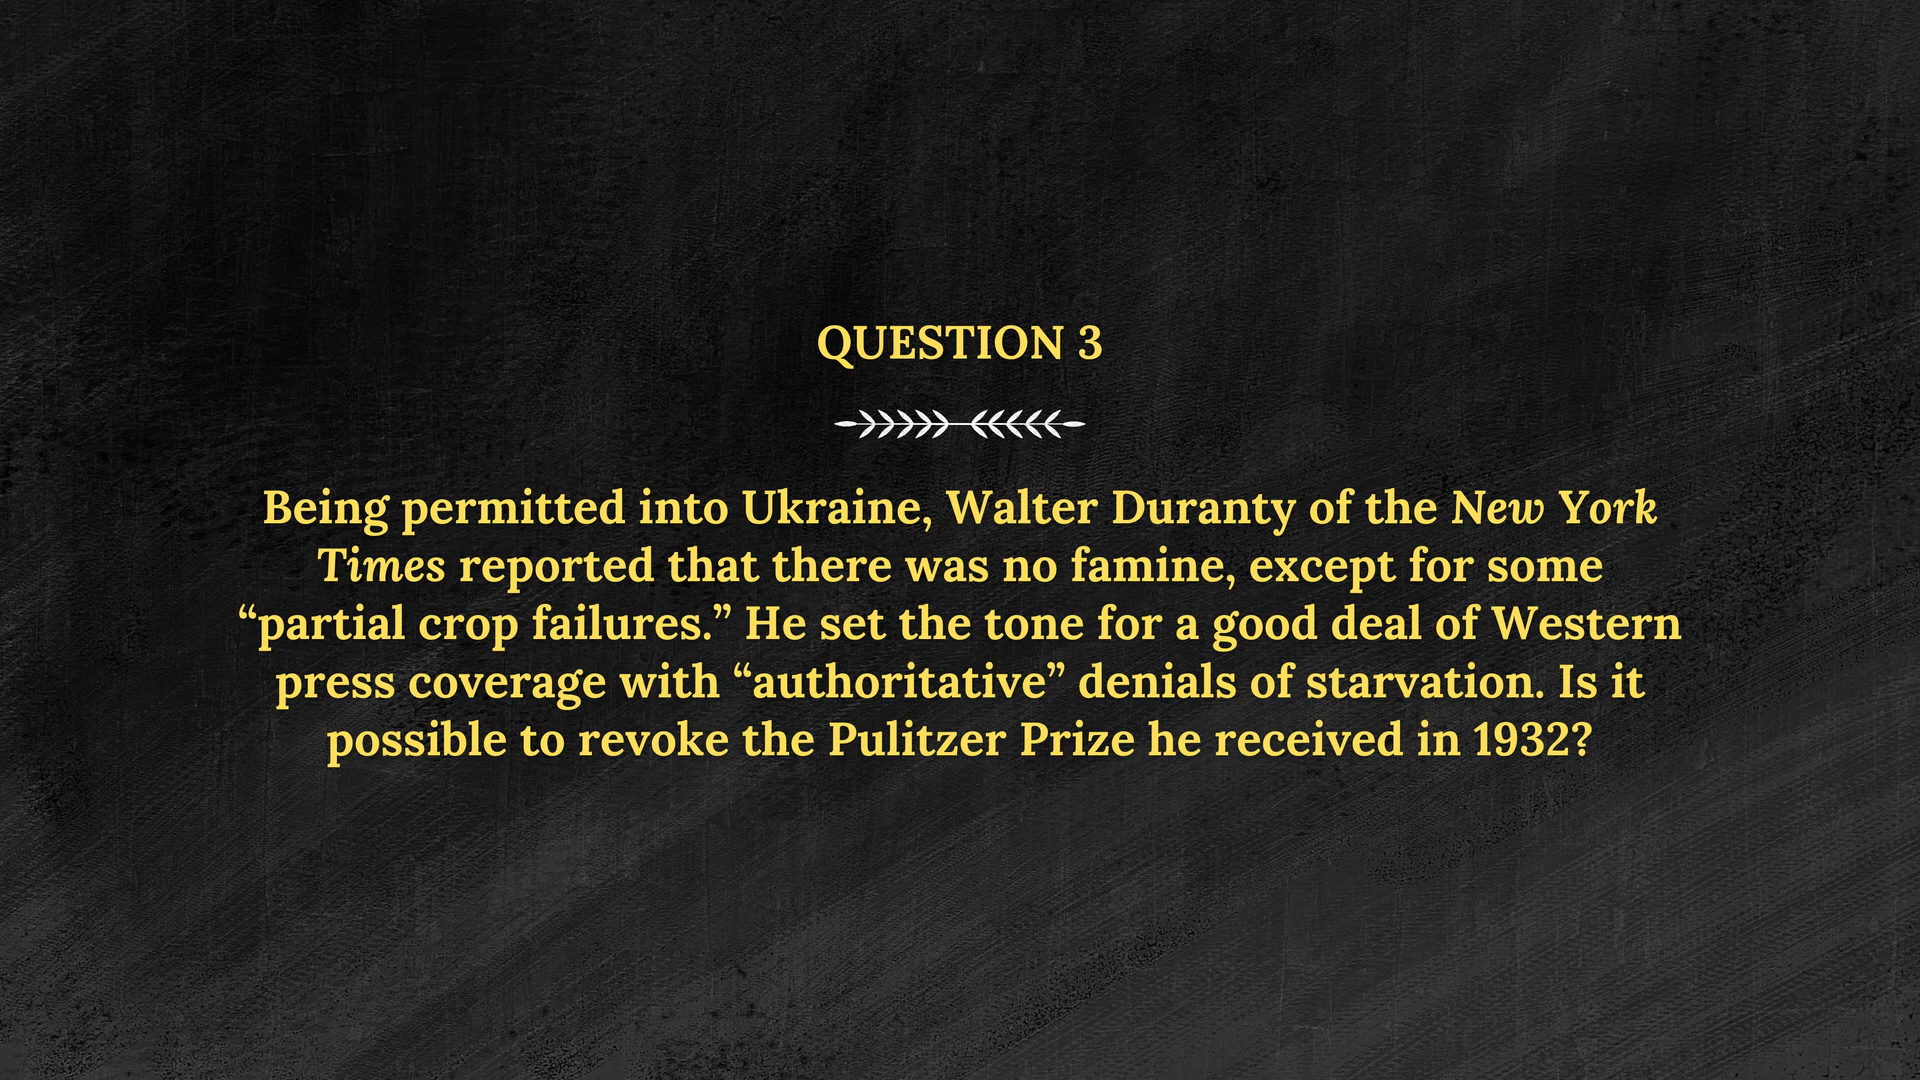 QUESTION 3
Being permitted into Ukraine, Walter Duranty of the New York
Times reported that there was no famine, except for some
“partial crop failures.” He set the tone for a good deal of Western
press coverage with “authoritative” denials of starvation. Is it
possible to revoke the Pulitzer Prize he received in 1932?